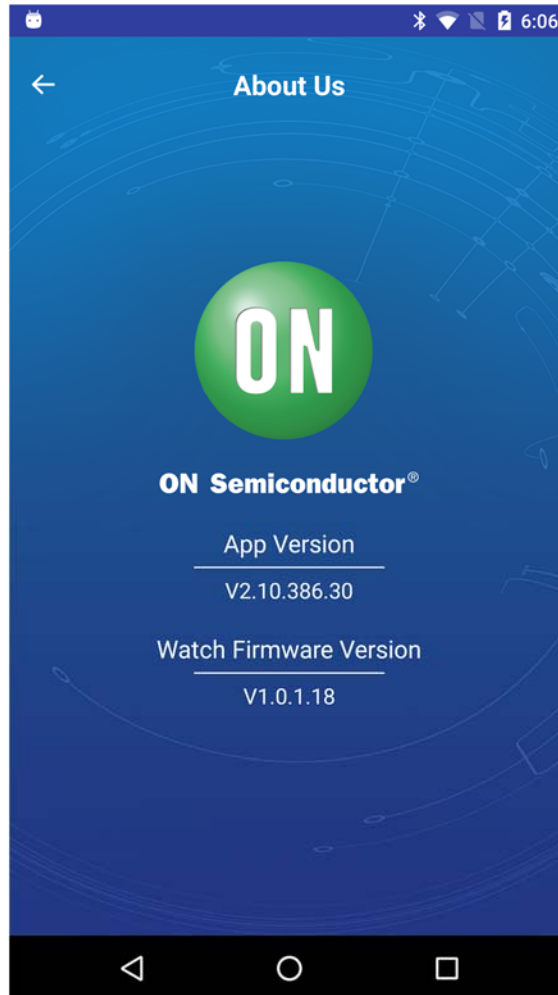 6:06
About Us
ON
ON Semiconductor®
App Version
V2.10.386.30
Watch Firmware Version
V1.0.1.18